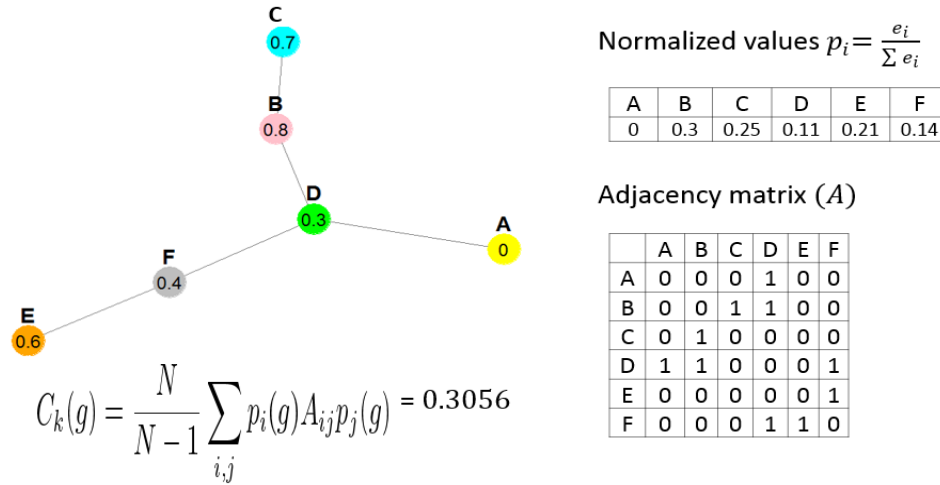 C
0.7
B
0.8
D
0.3
A
0
F
0.4
E
0.6
C_k(g) = N / (N − 1) ∑_{i,j} p_i(g)A_{ij}p_j(g) = 0.3056
Normalized values p_i = e_i / ∑ e_i
A B C D E F
0 0.3 0.25 0.11 0.21 0.14
Adjacency matrix (A)
A B C D E F
A 0 0 0 1 0 0
B 0 0 1 1 0 0
C 0 1 0 0 0 0
D 1 1 0 0 0 1
E 0 0 0 0 0 1
F 0 0 0 1 1 0